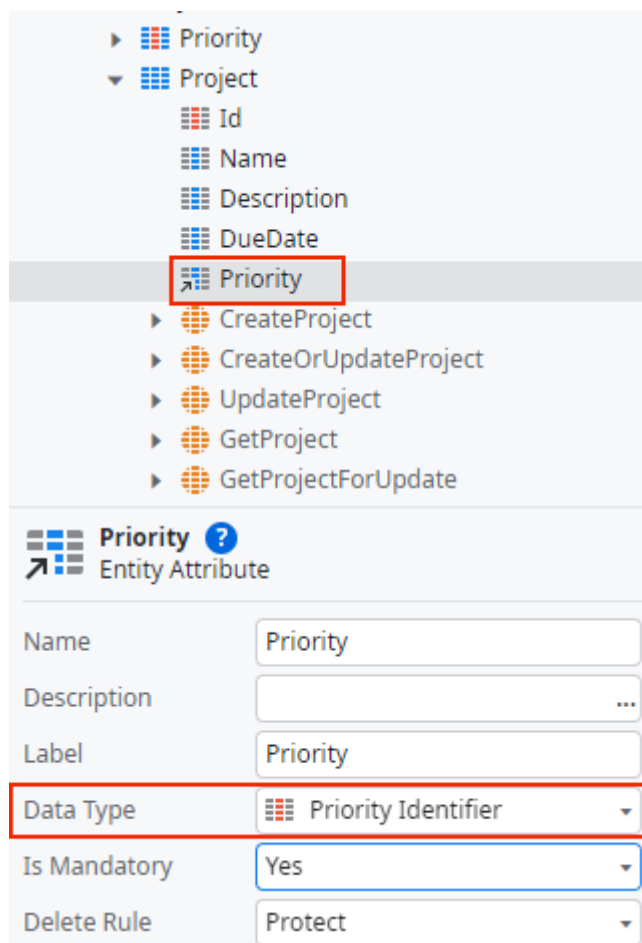 Priority
Project
Id
Name
Description
DueDate
Priority
CreateProject
CreateOrUpdateProject
UpdateProject
GetProject
GetProjectForUpdate
Priority ?
Entity Attribute
Name Priority
Description ...
Label Priority
Data Type Priority Identifier
Is Mandatory Yes
Delete Rule Protect